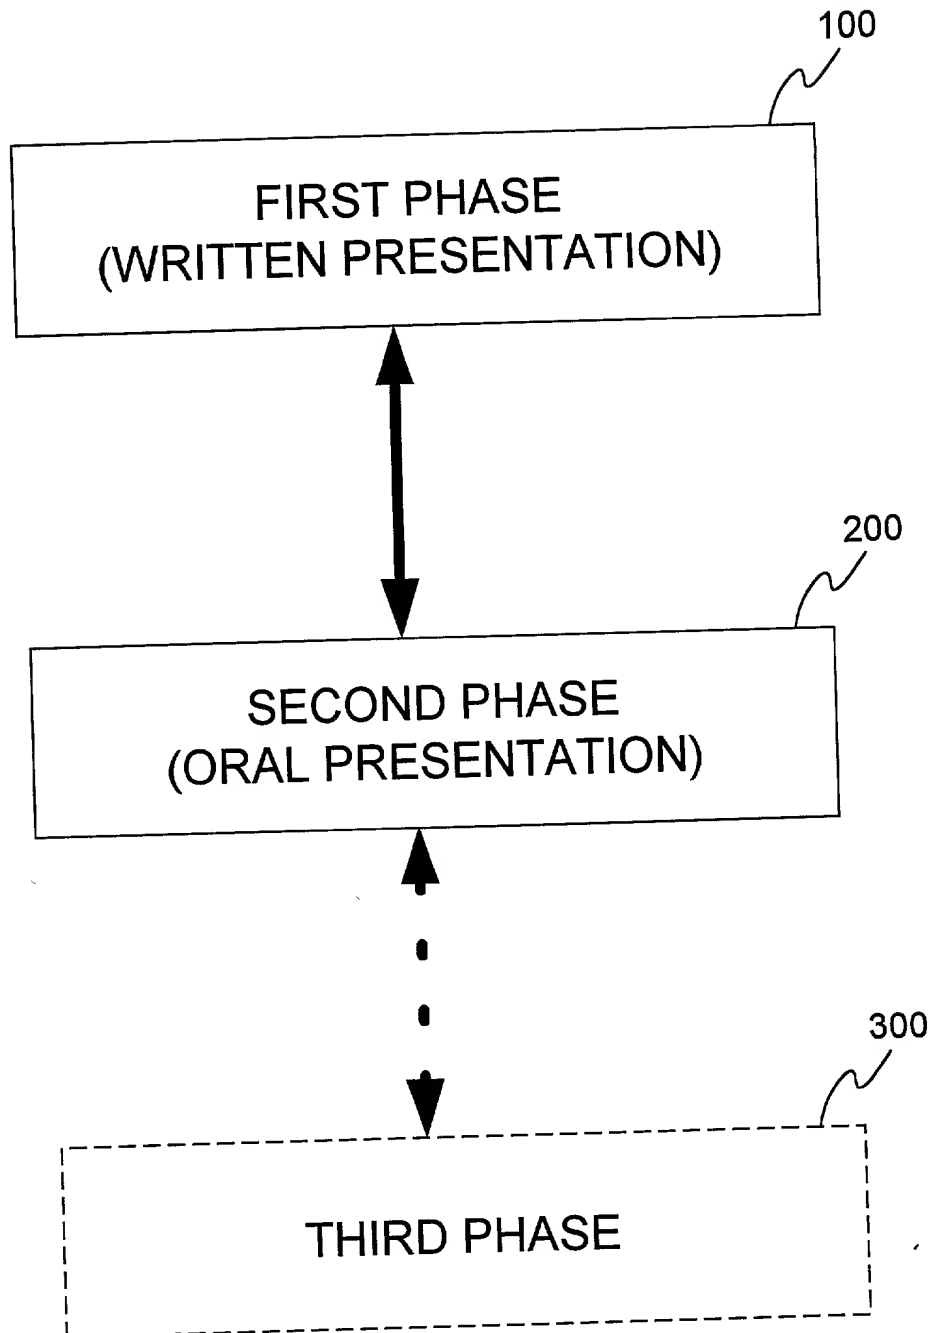 100
FIRST PHASE
(WRITTEN PRESENTATION)
200
SECOND PHASE
(ORAL PRESENTATION)
300
THIRD PHASE